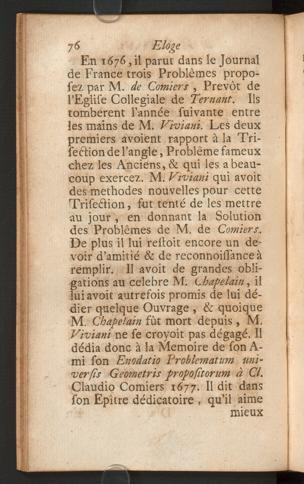 76 Eloge
En 1676, il parut dans le Journal
de France trois Problèmes propo-
ſez par M. de Comiers, Prevôt de
l'Egliſe Collegiale de Ternant. Ils
tombérent l'année ſuivante entre
les mains de M. Viviani. Les deux
premiers avoient rapport à la Tri-
ſection de l'angle, Problême fameux
chez les Anciens, & qui les a beau-
coup exercez. M. Viviani qui avoit
des methodes nouvelles pour cette
Triſection, fut tenté de les mettre
au jour, en donnant la Solution
des Problèmes de M. de Comiers.
De plus il lui reſtoit encore un de-
voir d'amitié & de reconnoiſſance à
remplir. Il avoit de grandes obli-
gations au celebre M. Chapelain, il
lui avoit autrefois promis de lui dé-
dier quelque Ouvrage, & quoique
M. Chapelain fût mort depuis, M.
Viviani ne ſe croyoit pas dégagé. Il
dédia donc à la Memoire de ſon A-
mi ſon Enodatio Problematum uni-
verſis Geometris propoſitorum à Cl.
Claudio Comiers 1677. Il dit dans
ſon Epitre dédicatoire, qu'il aime
mieux